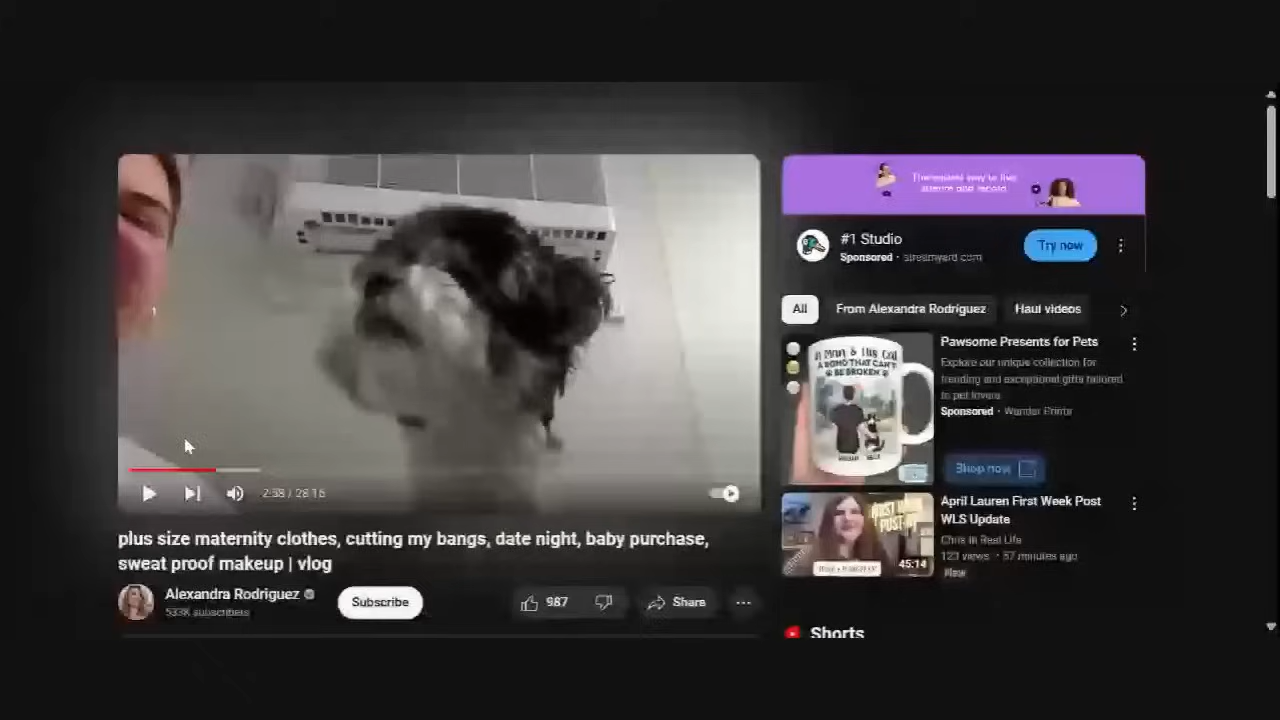 #1 Studio
Try now
Sponsored · streamyard.com
All
From Alexandra Rodriguez
Haul videos
Pawsome Presents for Pets
Explore our unique collection for
trending and exceptional gifts tailored
to pet lovers
Sponsored · Wander Prints
Shop now
A BOND THAT CAN'T
BE BROKEN
April Lauren First Week Post
WLS Update
Chris In Real Life
123 views · 57 minutes ago
New
45:14
Shorts
2:38 / 28:16
plus size maternity clothes, cutting my bangs, date night, baby purchase,
sweat proof makeup | vlog
Alexandra Rodriguez
533K subscribers
Subscribe
987
Share